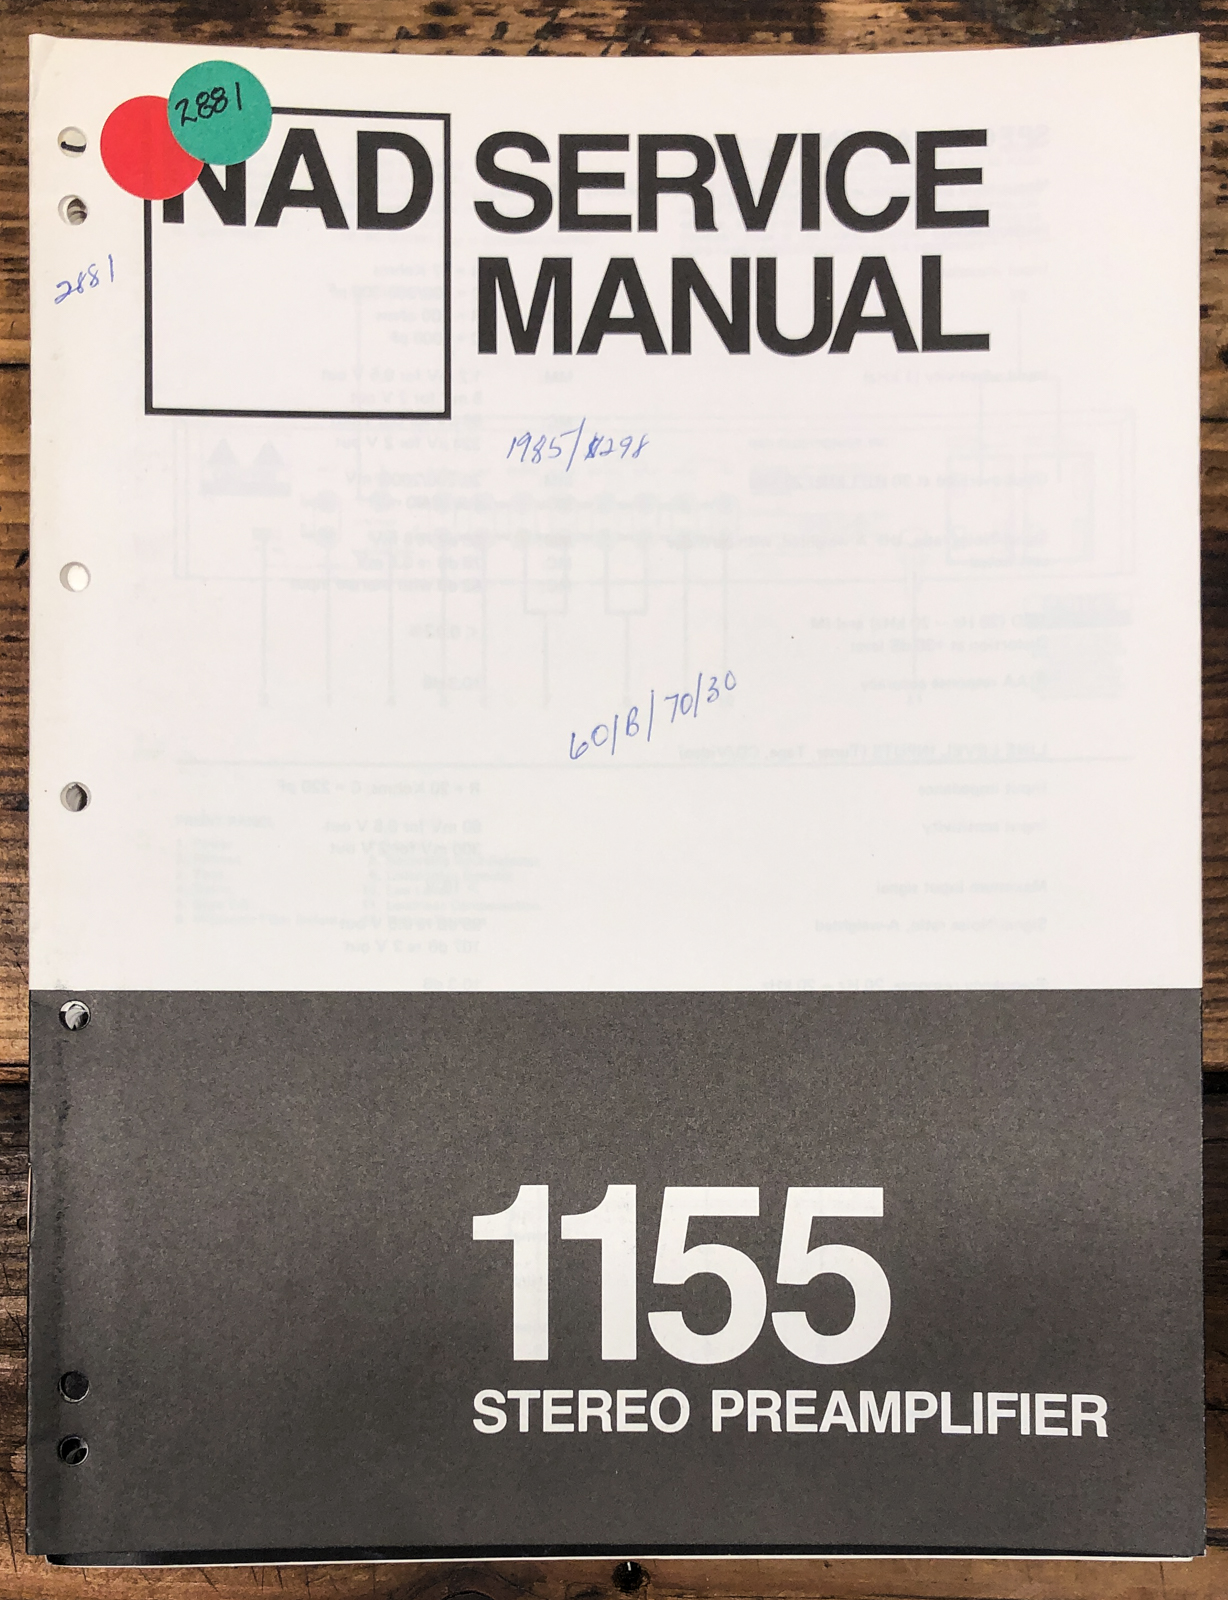 2881
NAD SERVICE
MANUAL
2881
1985/$298
60/B/70/30
1155
STEREO PREAMPLIFIER